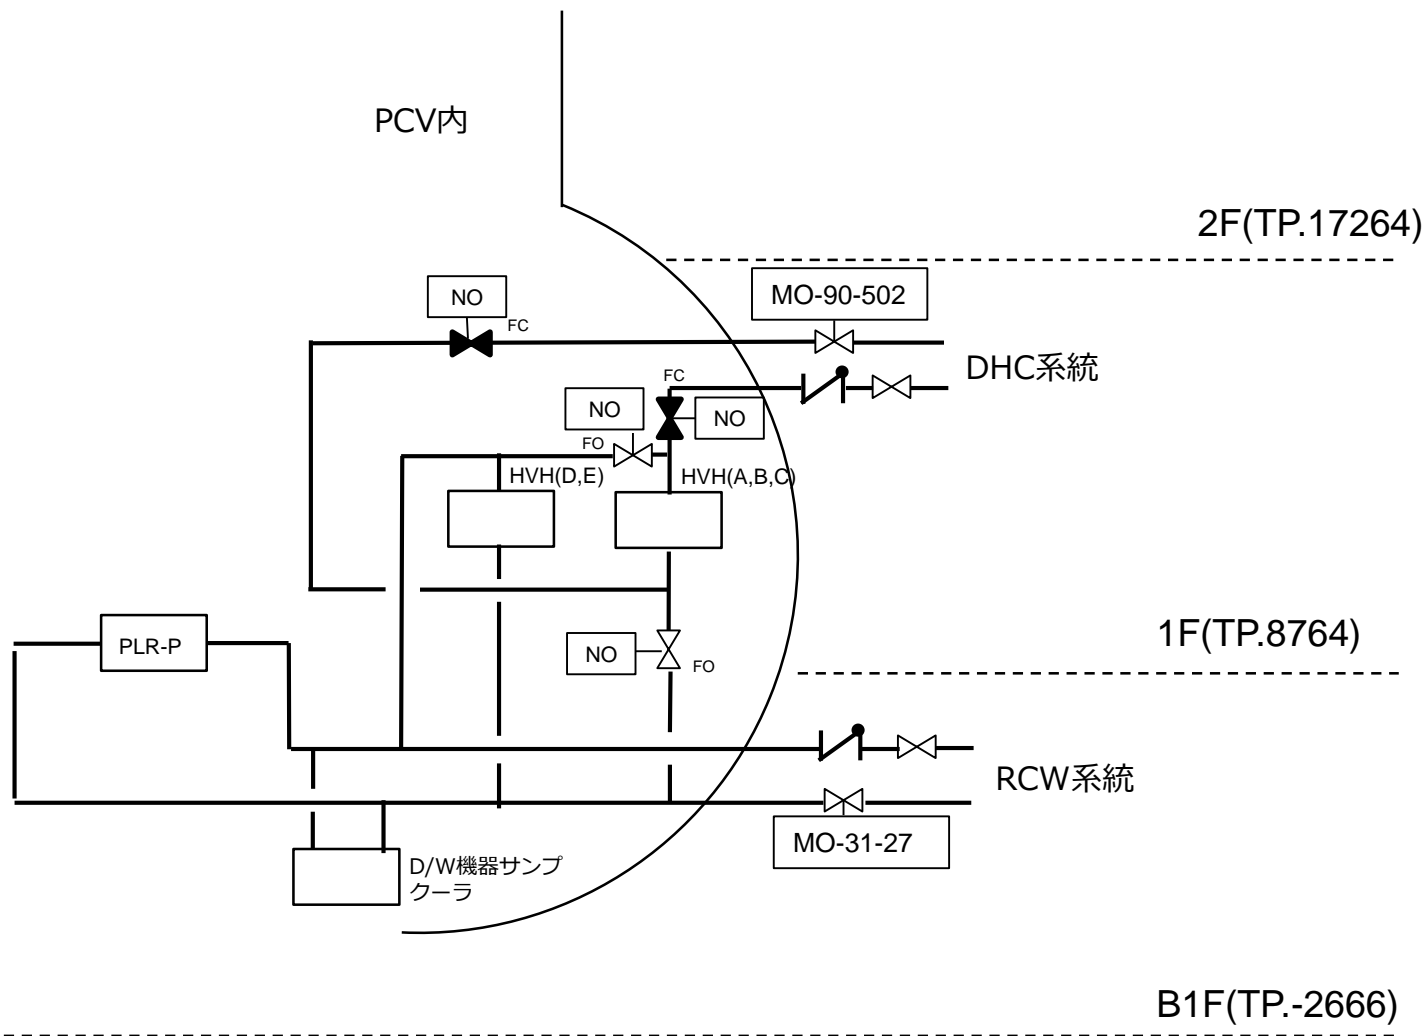 PCV内
2F(TP.17264)
NO
FC
MO-90-502
DHC系統
FC
NO
NO
FO
HVH(D,E)
HVH(A,B,C)
1F(TP.8764)
PLR-P
NO
FO
RCW系統
MO-31-27
D/W機器サンプ
クーラ
B1F(TP.-2666)